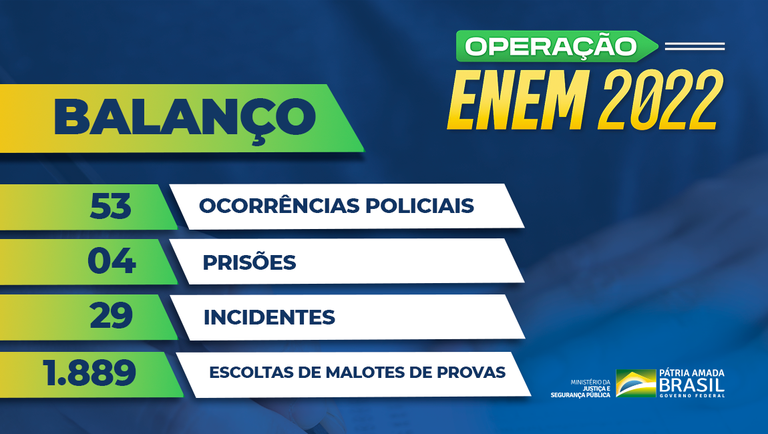 OPERAÇÃO
ENEM 2022
BALANÇO
53 OCORRÊNCIAS POLICIAIS
04 PRISÕES
29 INCIDENTES
1.889 ESCOLTAS DE MALOTES DE PROVAS
MINISTÉRIO DA
JUSTIÇA E
SEGURANÇA PÚBLICA
PÁTRIA AMADA
BRASIL
GOVERNO FEDERAL